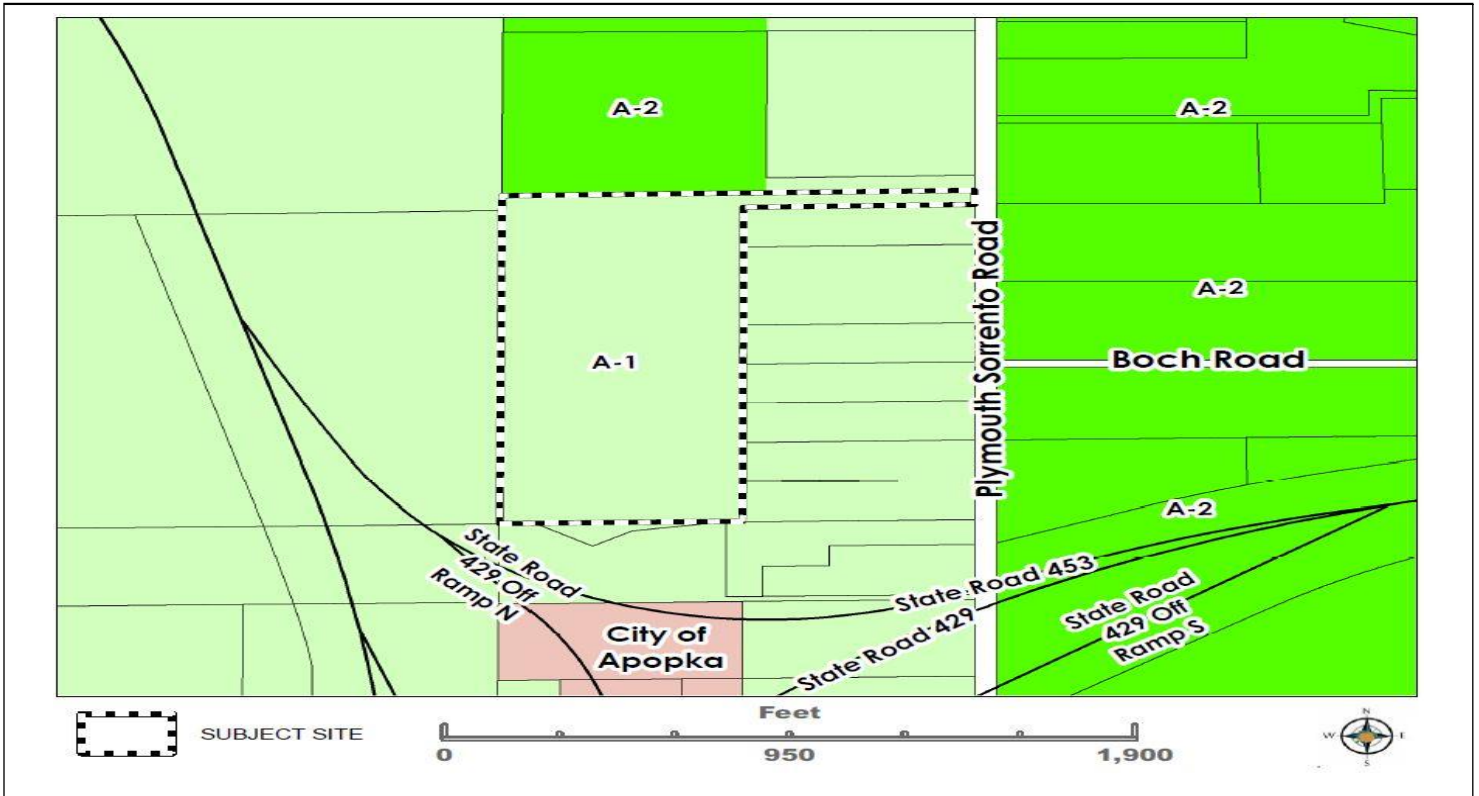 A-2
A-2
Plymouth Sorrento Road
A-2
Boch Road
A-1
A-2
State Road
429 Off
Ramp N
State Road 453
State Road 429
State Road
429 Off
Ramp S
City of
Apopka
SUBJECT SITE
Feet
0
950
1,900
N
W
E
S